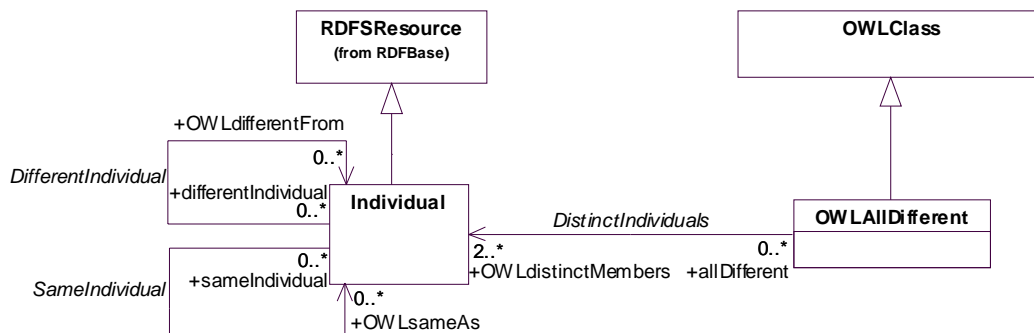 RDFSResource
(from RDFBase)
OWLClass
+OWLdifferentFrom
0..*
DifferentIndividual
+differentIndividual
0..*
Individual
DistinctIndividuals
OWLAllDifferent
2..*
+OWLdistinctMembers
0..*
+allDifferent
0..*
+sameIndividual
SameIndividual
0..*
+OWLsameAs